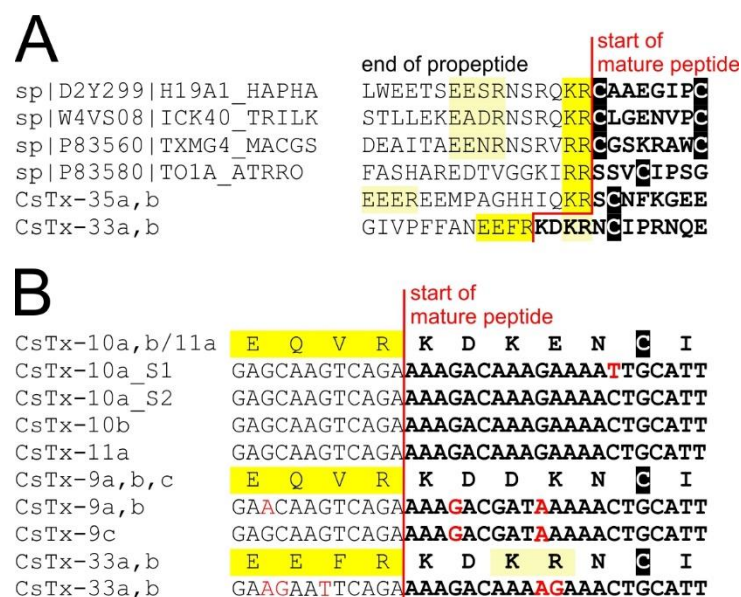 A
start of
end of propeptide mature peptide
sp|D2Y299|H19A1_HAPHA LWEETSEESRNSRQKRCAAEGIPC
sp|W4VS08|ICK40_TRILK STLLEKEADRNSRQKRCLGENVPC
sp|P83560|TXMG4_MACGS DEAITAEENRNSRVRRCGSKRAWC
sp|P83580|TO1A_ATRRO FASHAREDTVGGKIRRSSVCIPSG
CsTx-35a,b EEEREEMPAGHHIQKRSCNFKGEE
CsTx-33a,b GIVPFFANEEFRKDKRNCIPRNQE
B
start of
mature peptide
CsTx-10a,b/11a E Q V R K D K E N C I
CsTx-10a_S1 GAGCAAGTCAGAAAAGACAAAGAAAATTGCATT
CsTx-10a_S2 GAGCAAGTCAGAAAAGACAAAGAAAACTGCATT
CsTx-10b GAGCAAGTCAGAAAAGACAAAGAAAACTGCATT
CsTx-11a GAGCAAGTCAGAAAAGACAAAGAAAACTGCATT
CsTx-9a,b,c E Q V R K D D K N C I
CsTx-9a,b GAACAAGTCAGAAAAGACGATAAAAACTGCATT
CsTx-9c GAGCAAGTCAGAAAAGACGATAAAAACTGCATT
CsTx-33a,b E E F R K D K R N C I
CsTx-33a,b GAAGAATTCAGAAAAGACAAAAGAAACTGCATT